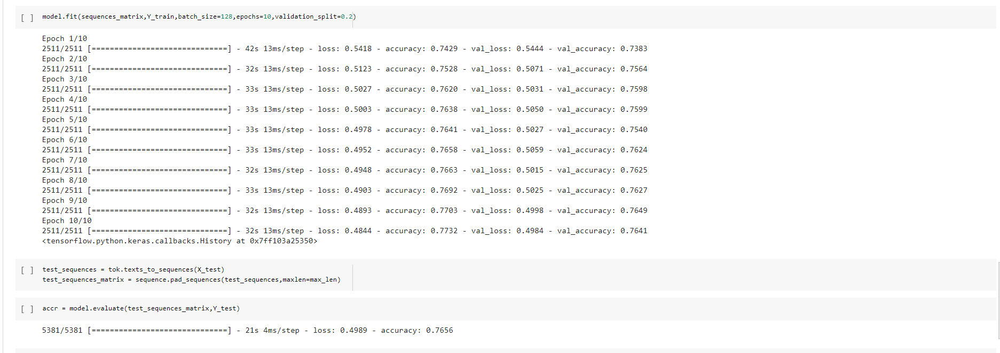 [ ] model.fit(sequences_matrix,Y_train,batch_size=128,epochs=10,validation_split=0.2)
Epoch 1/10
2511/2511 [==============================] - 42s 13ms/step - loss: 0.5418 - accuracy: 0.7429 - val_loss: 0.5444 - val_accuracy: 0.7383
Epoch 2/10
2511/2511 [==============================] - 32s 13ms/step - loss: 0.5123 - accuracy: 0.7528 - val_loss: 0.5071 - val_accuracy: 0.7564
Epoch 3/10
2511/2511 [==============================] - 33s 13ms/step - loss: 0.5027 - accuracy: 0.7620 - val_loss: 0.5031 - val_accuracy: 0.7598
Epoch 4/10
2511/2511 [==============================] - 33s 13ms/step - loss: 0.5003 - accuracy: 0.7638 - val_loss: 0.5050 - val_accuracy: 0.7599
Epoch 5/10
2511/2511 [==============================] - 33s 13ms/step - loss: 0.4978 - accuracy: 0.7641 - val_loss: 0.5027 - val_accuracy: 0.7540
Epoch 6/10
2511/2511 [==============================] - 33s 13ms/step - loss: 0.4952 - accuracy: 0.7658 - val_loss: 0.5059 - val_accuracy: 0.7624
Epoch 7/10
2511/2511 [==============================] - 32s 13ms/step - loss: 0.4948 - accuracy: 0.7663 - val_loss: 0.5015 - val_accuracy: 0.7625
Epoch 8/10
2511/2511 [==============================] - 33s 13ms/step - loss: 0.4903 - accuracy: 0.7692 - val_loss: 0.5025 - val_accuracy: 0.7627
Epoch 9/10
2511/2511 [==============================] - 32s 13ms/step - loss: 0.4893 - accuracy: 0.7703 - val_loss: 0.4998 - val_accuracy: 0.7649
Epoch 10/10
2511/2511 [==============================] - 32s 13ms/step - loss: 0.4844 - accuracy: 0.7732 - val_loss: 0.4984 - val_accuracy: 0.7641
<tensorflow.python.keras.callbacks.History at 0x7ff103a25350>
[ ] test_sequences = tok.texts_to_sequences(X_test)
test_sequences_matrix = sequence.pad_sequences(test_sequences,maxlen=max_len)
[ ] accr = model.evaluate(test_sequences_matrix,Y_test)
5381/5381 [==============================] - 21s 4ms/step - loss: 0.4989 - accuracy: 0.7656